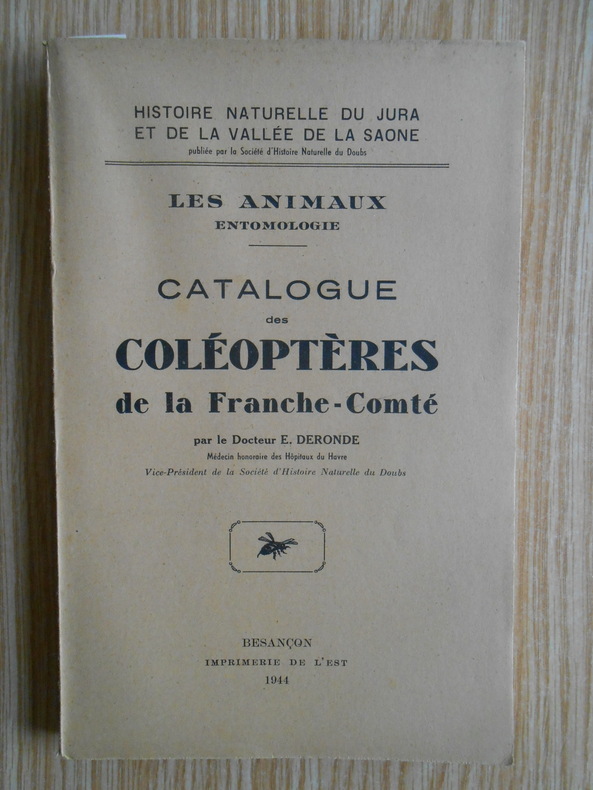 HISTOIRE NATURELLE DU JURA
ET DE LA VALLÉE DE LA SAONE
publiée par la Société d'Histoire Naturelle du Doubs
LES ANIMAUX
ENTOMOLOGIE
CATALOGUE
des
COLÉOPTÈRES
de la Franche-Comté
par le Docteur E. DERONDE
Médecin honoraire des Hôpitaux du Havre
Vice-Président de la Société d'Histoire Naturelle du Doubs
BESANÇON
IMPRIMERIE DE L'EST
1944